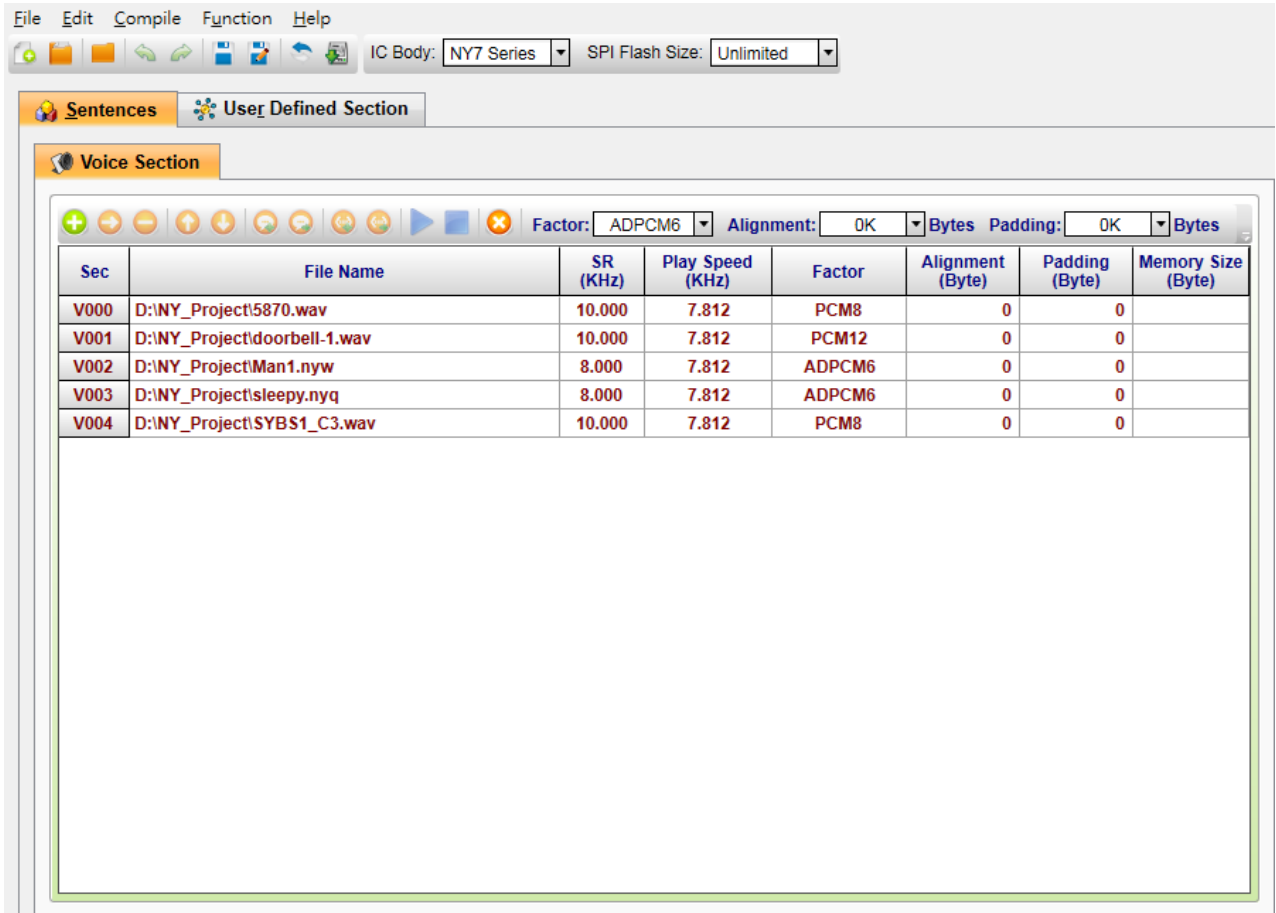 File Edit Compile Function Help
IC Body: NY7 Series SPI Flash Size: Unlimited
Sentences User Defined Section
Voice Section
Factor: ADPCM6 Alignment: 0K Bytes Padding: 0K Bytes
Sec File Name SR (KHz) Play Speed (KHz) Factor Alignment (Byte) Padding (Byte) Memory Size (Byte)
V000 D:\NY_Project\5870.wav 10.000 7.812 PCM8 0 0
V001 D:\NY_Project\doorbell-1.wav 10.000 7.812 PCM12 0 0
V002 D:\NY_Project\Man1.nyw 8.000 7.812 ADPCM6 0 0
V003 D:\NY_Project\sleepy.nyq 8.000 7.812 ADPCM6 0 0
V004 D:\NY_Project\SYBS1_C3.wav 10.000 7.812 PCM8 0 0